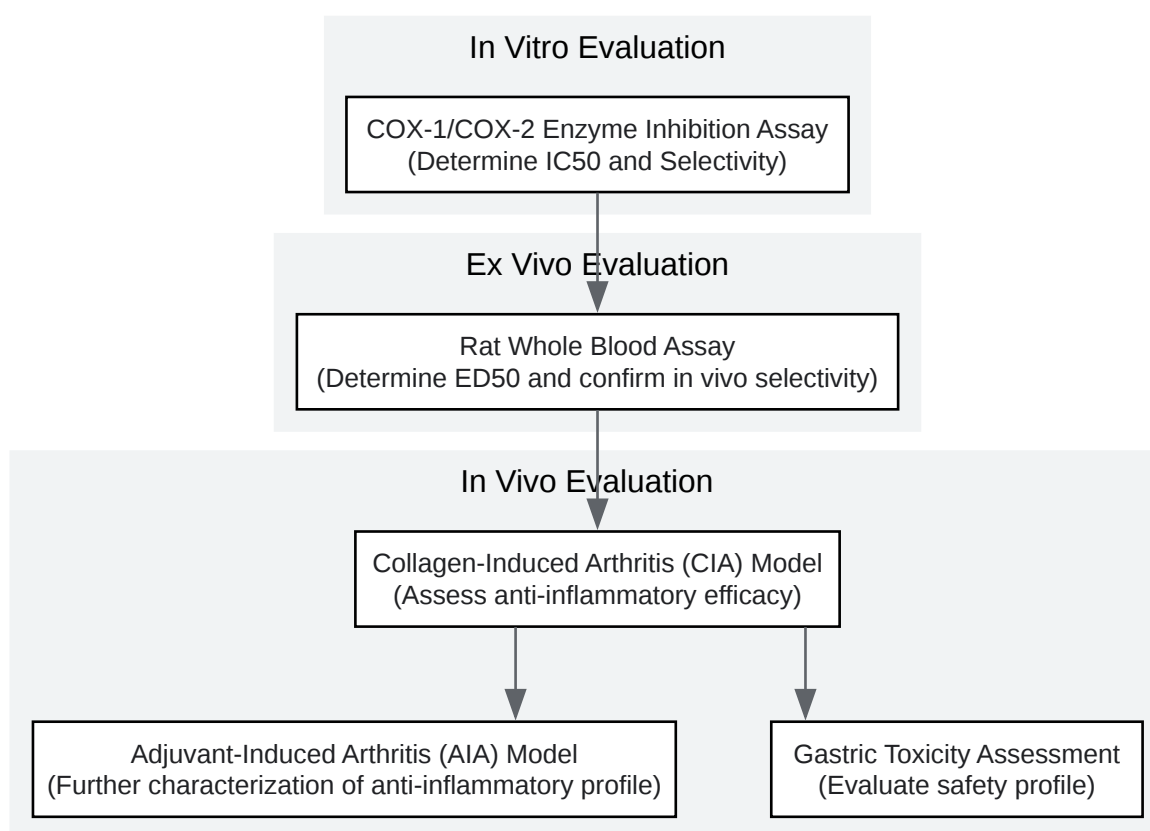 In Vitro Evaluation
COX-1/COX-2 Enzyme Inhibition Assay
(Determine IC50 and Selectivity)
Ex Vivo Evaluation
Rat Whole Blood Assay
(Determine ED50 and confirm in vivo selectivity)
In Vivo Evaluation
Collagen-Induced Arthritis (CIA) Model
(Assess anti-inflammatory efficacy)
Adjuvant-Induced Arthritis (AIA) Model
(Further characterization of anti-inflammatory profile)
Gastric Toxicity Assessment
(Evaluate safety profile)